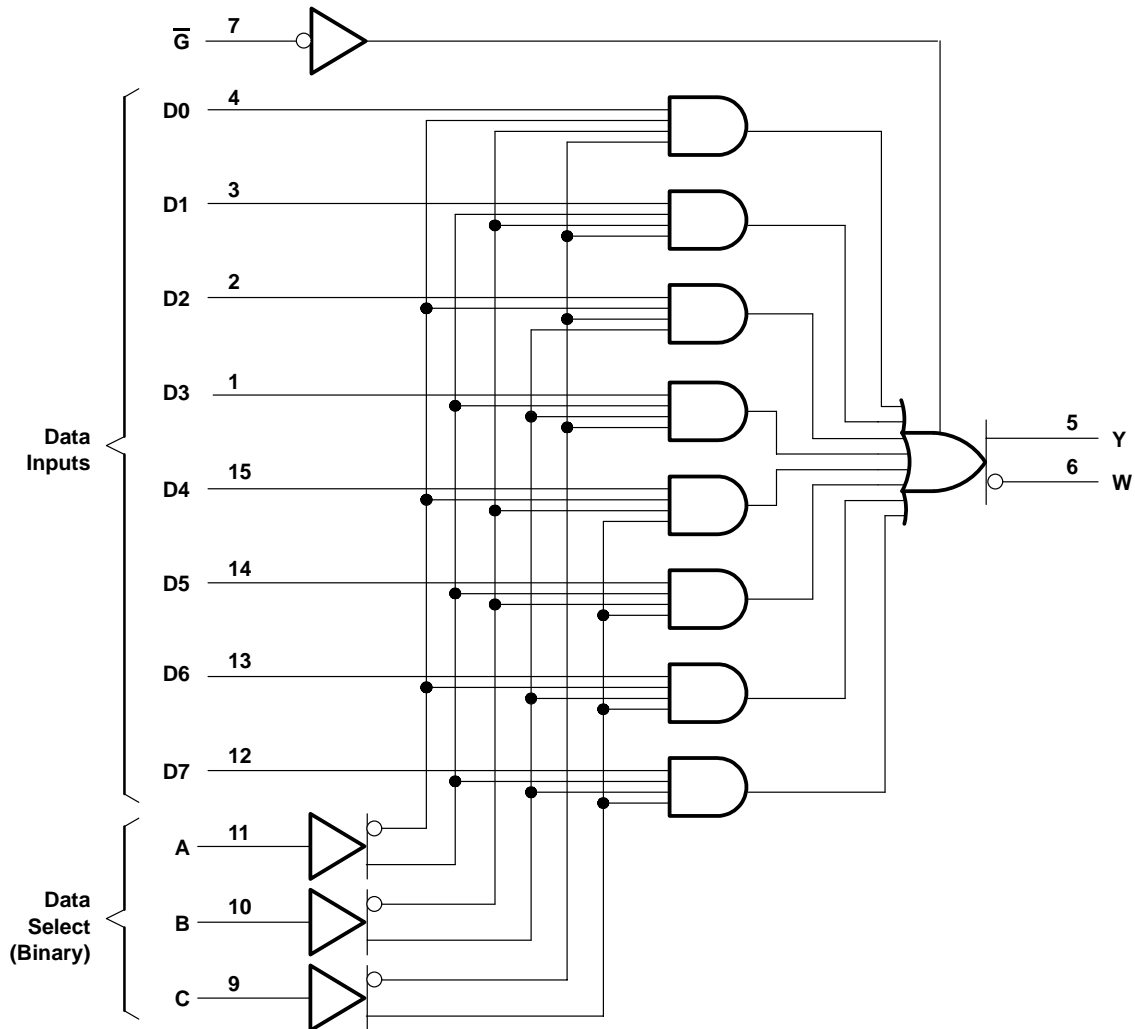 G̅ 7
D0 4
D1 3
D2 2
D3 1
Data
Inputs
D4 15
D5 14
D6 13
D7 12
5 Y
6 W
A 11
B 10
C 9
Data
Select
(Binary)